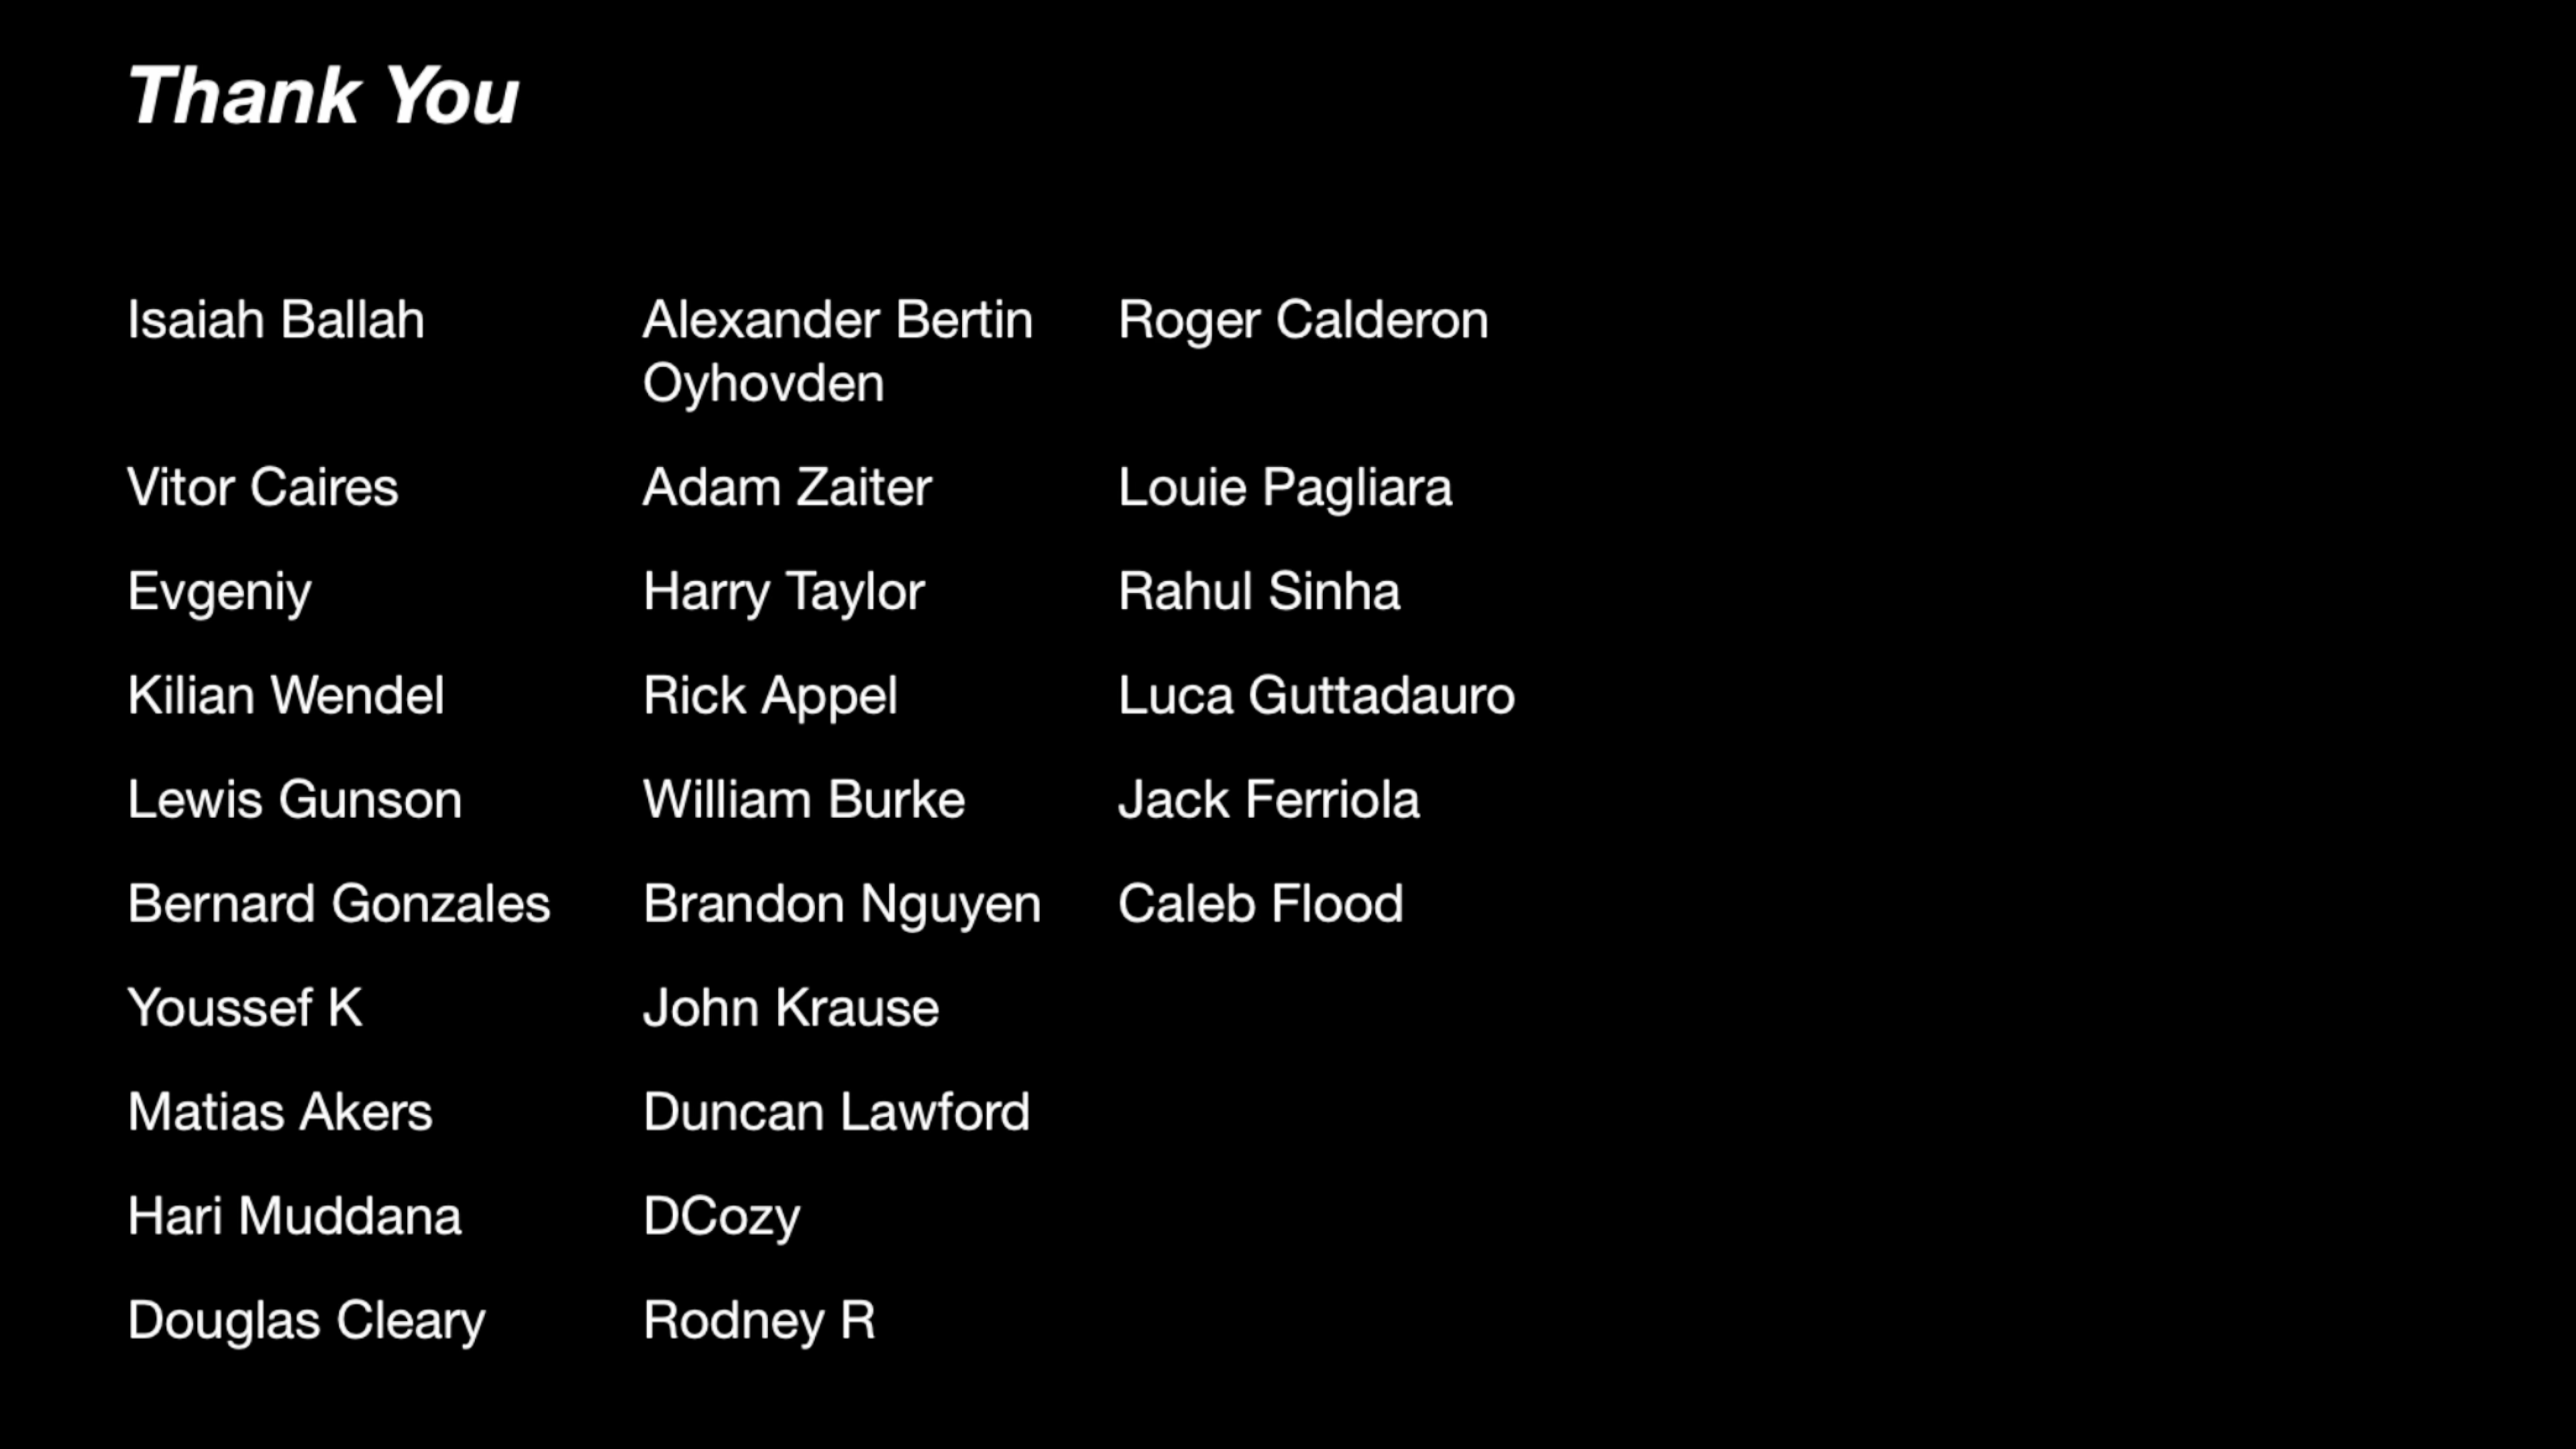 Thank You
Isaiah Ballah
Vitor Caires
Evgeniy
Kilian Wendel
Lewis Gunson
Bernard Gonzales
Youssef K
Matias Akers
Hari Muddana
Douglas Cleary
Alexander Bertin
Oyhovden
Adam Zaiter
Harry Taylor
Rick Appel
William Burke
Brandon Nguyen
John Krause
Duncan Lawford
DCozy
Rodney R
Roger Calderon
Louie Pagliara
Rahul Sinha
Luca Guttadauro
Jack Ferriola
Caleb Flood